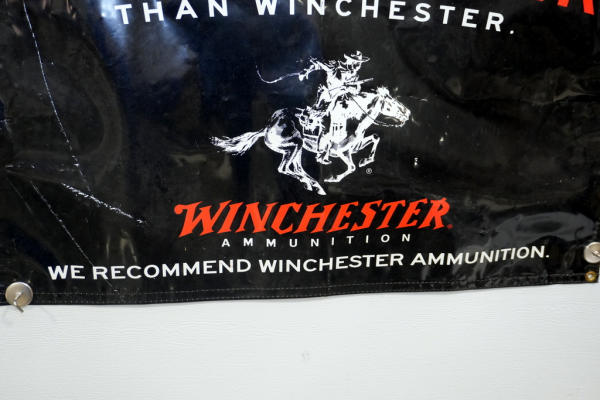 THAN WINCHESTER.
®
WINCHESTER®
AMMUNITION
WE RECOMMEND WINCHESTER AMMUNITION.